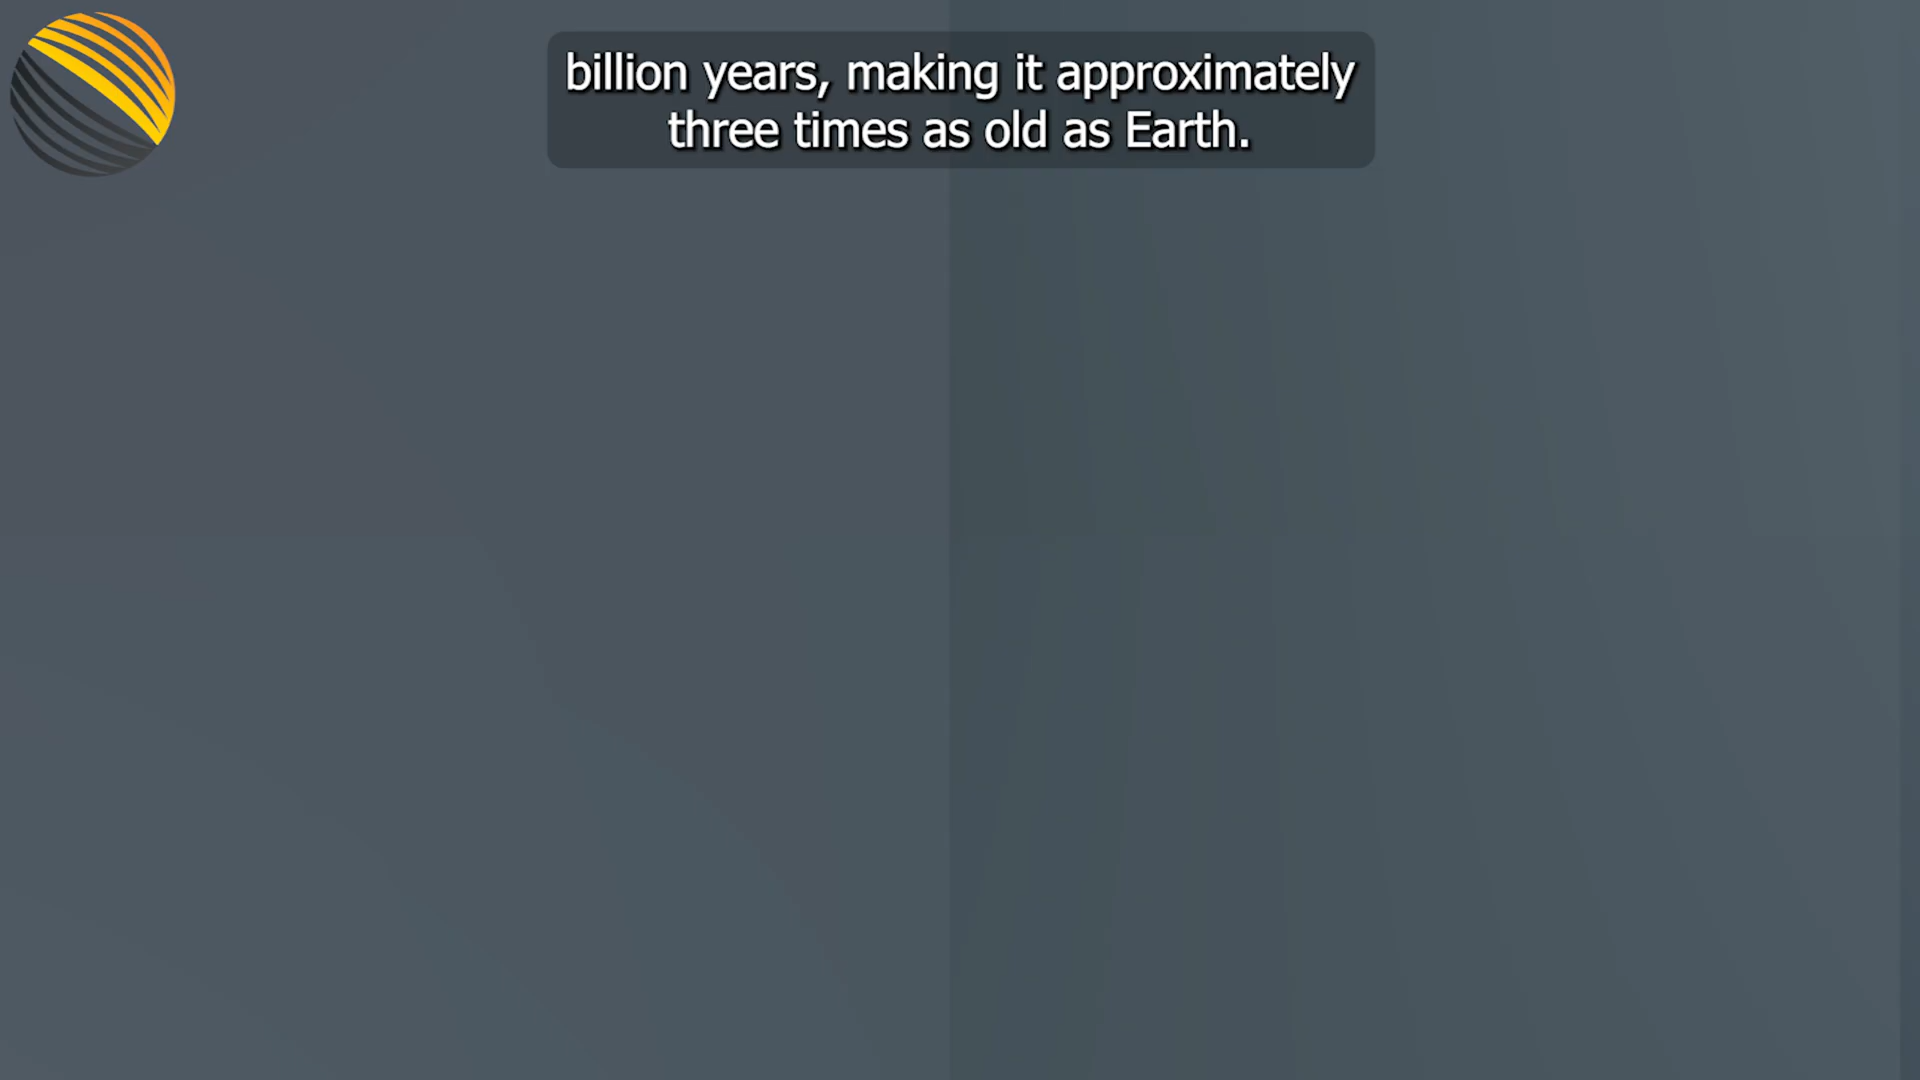 billion years, making it approximately
three times as old as Earth.